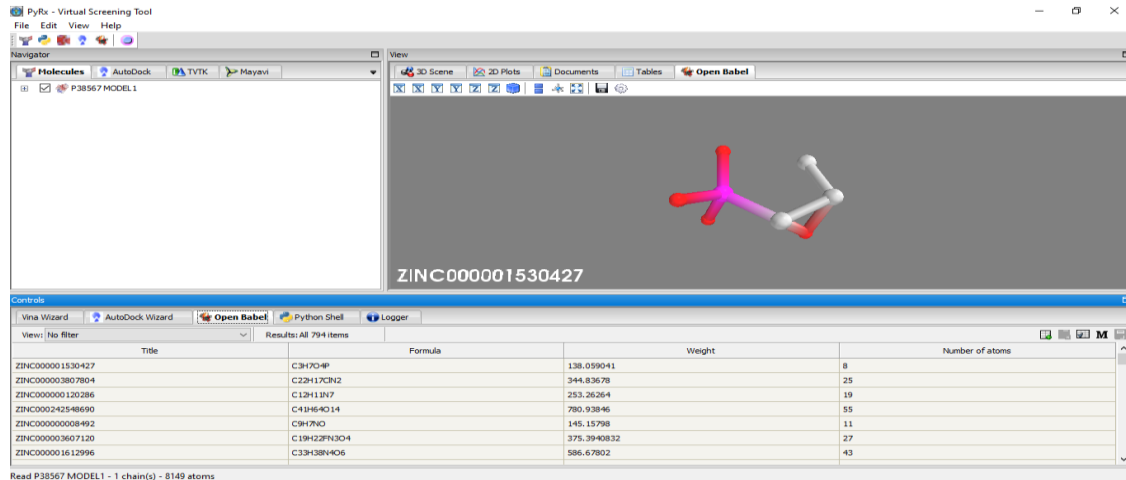 PyRx - Virtual Screening Tool
File Edit View Help
Navigator
View
Molecules AutoDock TVTK Mayavi
3D Scene 2D Plots Documents Tables Open Babel
P38567 MODEL1
X X Y Y Z Z
ZINC000001530427
Controls
Vina Wizard AutoDock Wizard Open Babel Python Shell Logger
View: No filter Results: All 794 items M
Title Formula Weight Number of atoms
ZINC000001530427 C3H7O4P 138.059041 8
ZINC000003807804 C22H17ClN2 344.83678 25
ZINC000000120286 C12H11N7 253.26264 19
ZINC000242548690 C41H64O14 780.93846 55
ZINC000000008492 C9H7NO 145.15798 11
ZINC000003607120 C19H22FN3O4 375.3940832 27
ZINC000001612996 C33H38N4O6 586.67802 43
Read P38567 MODEL1 - 1 chain(s) - 8149 atoms